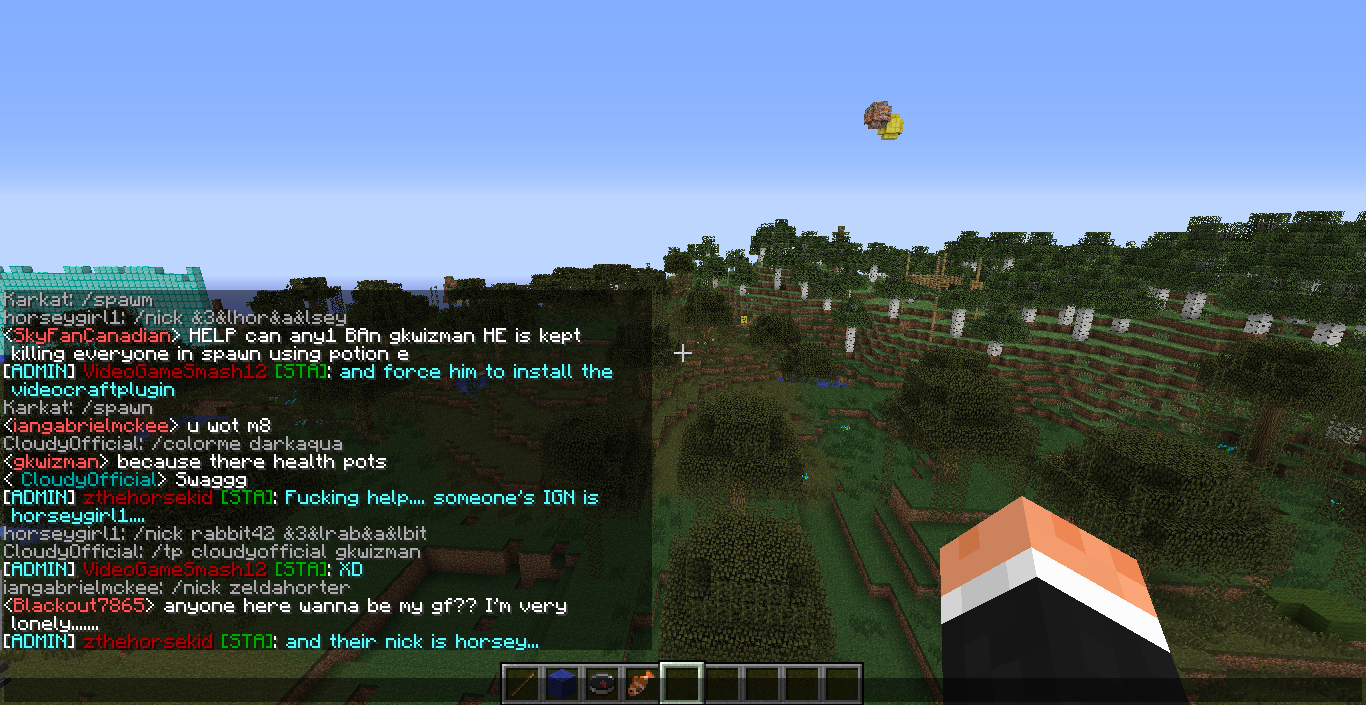 Karkat: /spawm
horseygirl1: /nick &3&lhor&a&lsey
<SkyFanCanadian> HELP can any1 BAn gkwizman HE is kept
killing everyone in spawn using potion e
[ADMIN] VideoGameSmash12 [STA]: and force him to install the
videocraftplugin
Karkat: /spawn
<iangabrielmckee> u wot m8
CloudyOfficial: /colorme darkaqua
<gkwizman> because there health pots
< CloudyOfficial> Swaggg
[ADMIN] zthehorsekid [STA]: Fucking help.... someone's IGN is
horseygirl1....
horseygirl1: /nick rabbit42 &3&lrab&a&lbit
CloudyOfficial: /tp cloudyofficial gkwizman
[ADMIN] VideoGameSmash12 [STA]: XD
iangabrielmckee: /nick zeldahorter
<Blackout7865> anyone here wanna be my gf?? I'm very
lonely......
[ADMIN] zthehorsekid [STA]: and their nick is horsey...